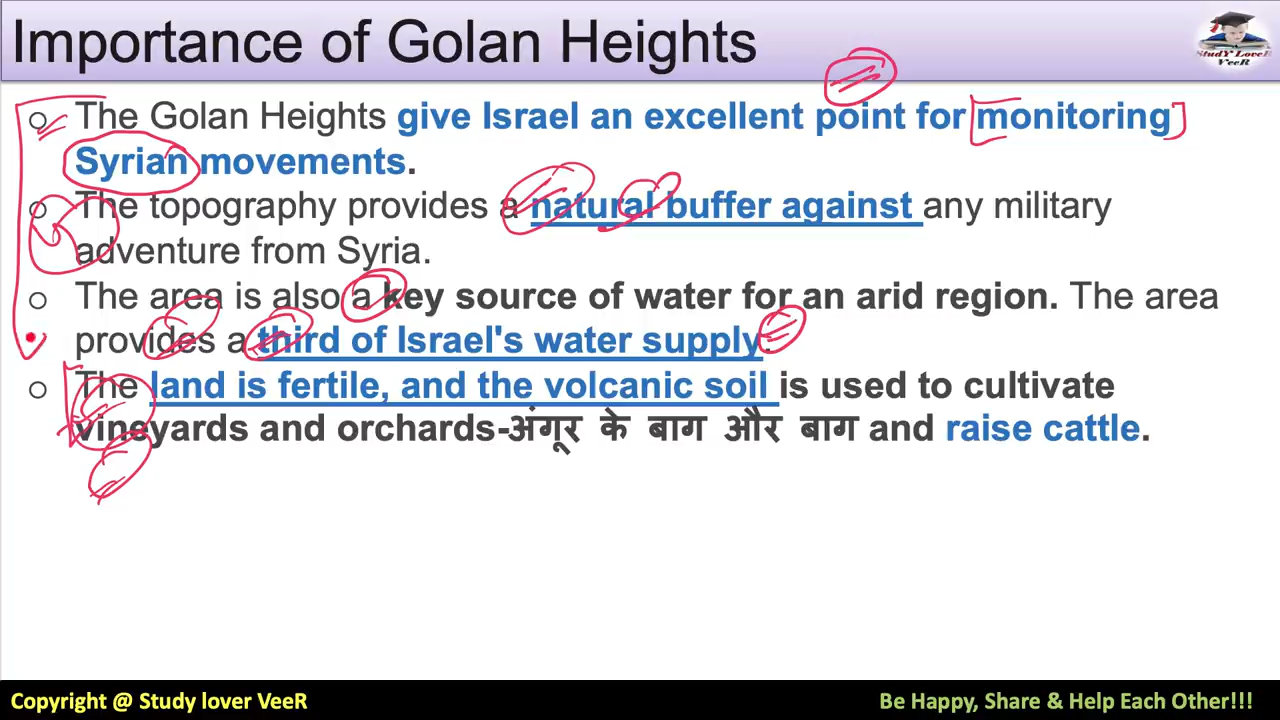 Importance of Golan Heights
StudY LoveR
VeeR
○ The Golan Heights give Israel an excellent point for monitoring
Syrian movements.
○ The topography provides a natural buffer against any military
adventure from Syria.
○ The area is also a key source of water for an arid region. The area
provides a third of Israel's water supply.
○ The land is fertile, and the volcanic soil is used to cultivate
vineyards and orchards-अंगूर के बाग और बाग and raise cattle.
Copyright @ Study lover VeeR
Be Happy, Share & Help Each Other!!!